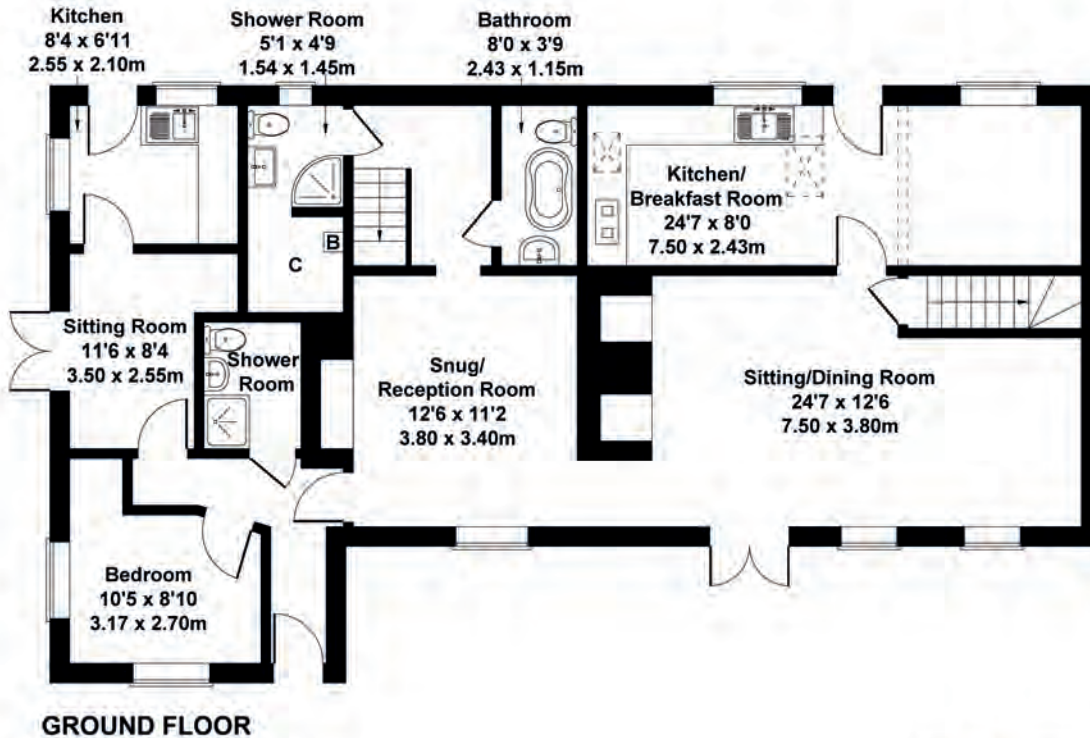 Kitchen
8'4 x 6'11
2.55 x 2.10m
Shower Room
5'1 x 4'9
1.54 x 1.45m
Bathroom
8'0 x 3'9
2.43 x 1.15m
Kitchen/
Breakfast Room
24'7 x 8'0
7.50 x 2.43m
B
C
Sitting Room
11'6 x 8'4
3.50 x 2.55m
Shower
Room
Snug/
Reception Room
12'6 x 11'2
3.80 x 3.40m
Sitting/Dining Room
24'7 x 12'6
7.50 x 3.80m
Bedroom
10'5 x 8'10
3.17 x 2.70m
GROUND FLOOR